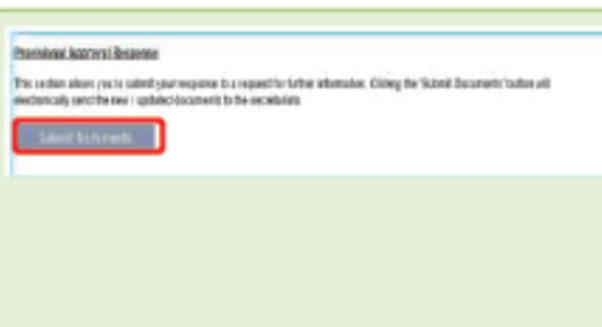 Provisional Approval Response
This section allows you to submit your response to a request for further information. Clicking the 'Submit Documents' button will
electronically send the new / updated documents to the secretariats
Submit Documents